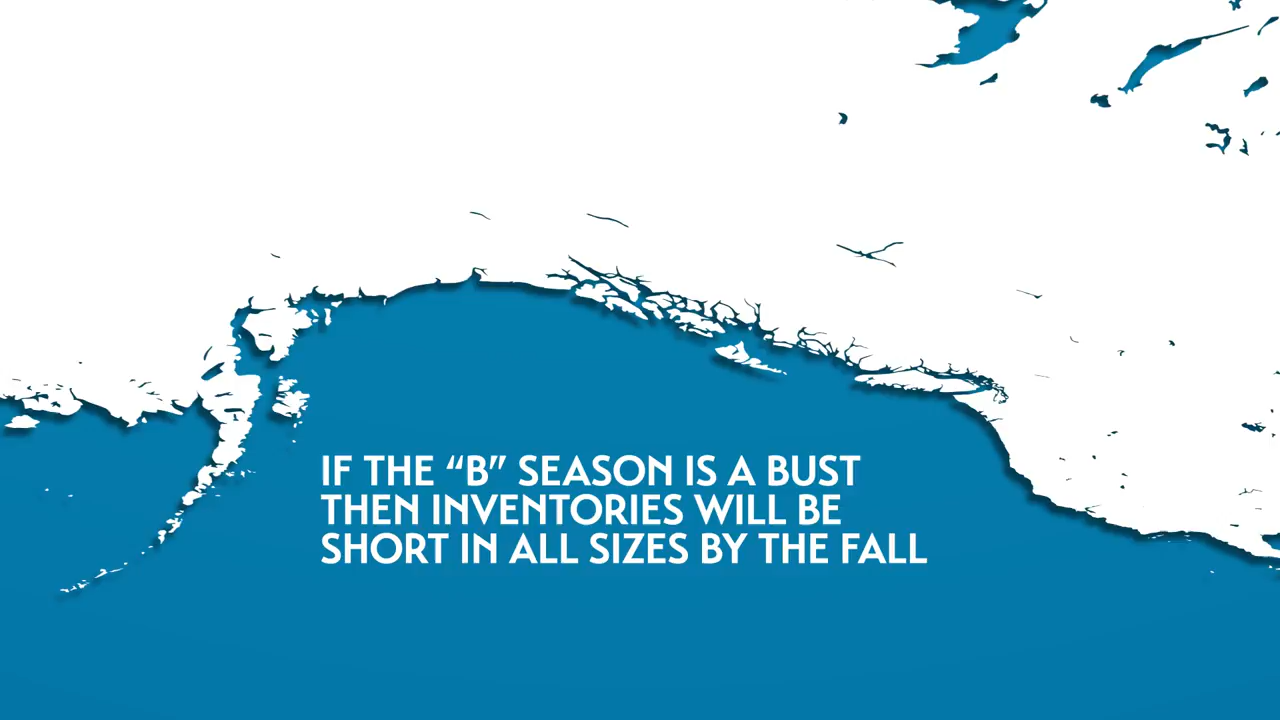 IF THE “B” SEASON IS A BUST
THEN INVENTORIES WILL BE
SHORT IN ALL SIZES BY THE FALL